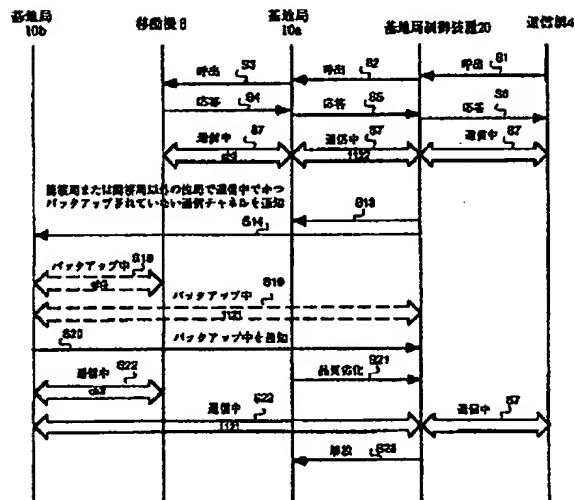 基地局
10b
移動機 6
基地局
10a
基地局制御装置20
通信網4
呼出 S3
呼出 S2
呼出 S1
応答 S4
応答 S5
応答 S6
通信中 S7
ch1
通信中 S7
通信中 S7
隣接局または隣接局以外の他局で通信中でかつ
バックアップされていない通信チャネルを通知
S13
S14
バックアップ中 S18
バックアップ中 S19
1121
S20
バックアップ中を通知
通信中 S22
品質劣化 S21
通信中
1121
通信中 S7
解放